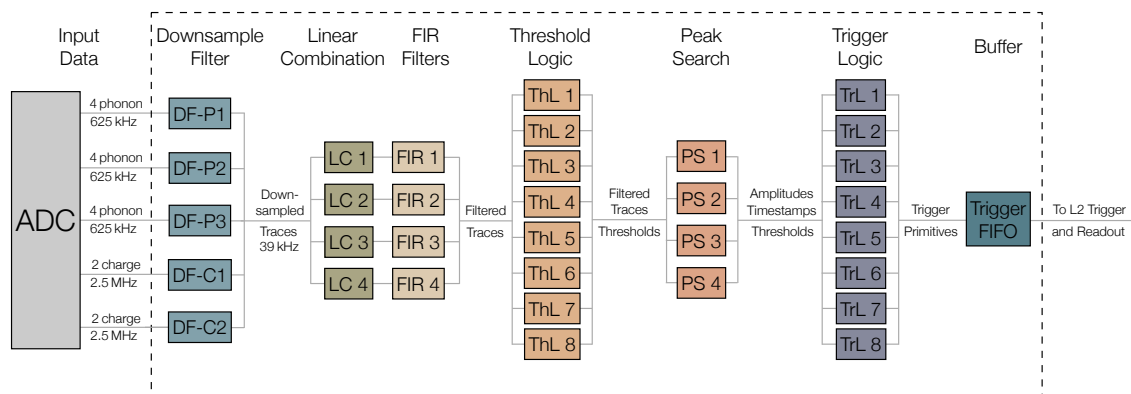 Input
Data
Downsample
Filter
Linear
Combination
FIR
Filters
Threshold
Logic
Peak
Search
Trigger
Logic
Buffer
ADC
4 phonon
625 kHz
4 phonon
625 kHz
4 phonon
625 kHz
2 charge
2.5 MHz
2 charge
2.5 MHz
DF-P1
DF-P2
DF-P3
DF-C1
DF-C2
Down-
sampled
Traces
39 kHz
LC 1
LC 2
LC 3
LC 4
FIR 1
FIR 2
FIR 3
FIR 4
Filtered
Traces
ThL 1
ThL 2
ThL 3
ThL 4
ThL 5
ThL 6
ThL 7
ThL 8
Filtered
Traces
Thresholds
PS 1
PS 2
PS 3
PS 4
Amplitudes
Timestamps
Thresholds
TrL 1
TrL 2
TrL 3
TrL 4
TrL 5
TrL 6
TrL 7
TrL 8
Trigger
Primitives
Trigger
FIFO
To L2 Trigger
and Readout